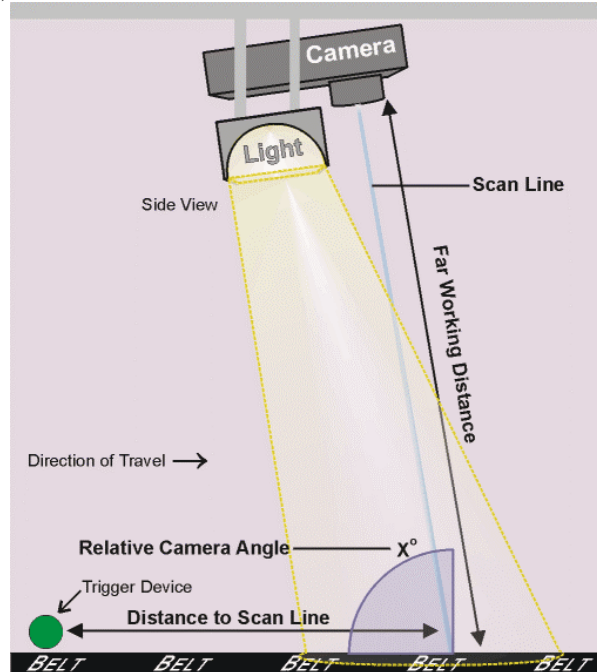 Camera
Light
Scan Line
Side View
Far Working Distance
Direction of Travel
Relative Camera Angle
X°
Trigger Device
Distance to Scan Line
BELT BELT BELT BELT BELT